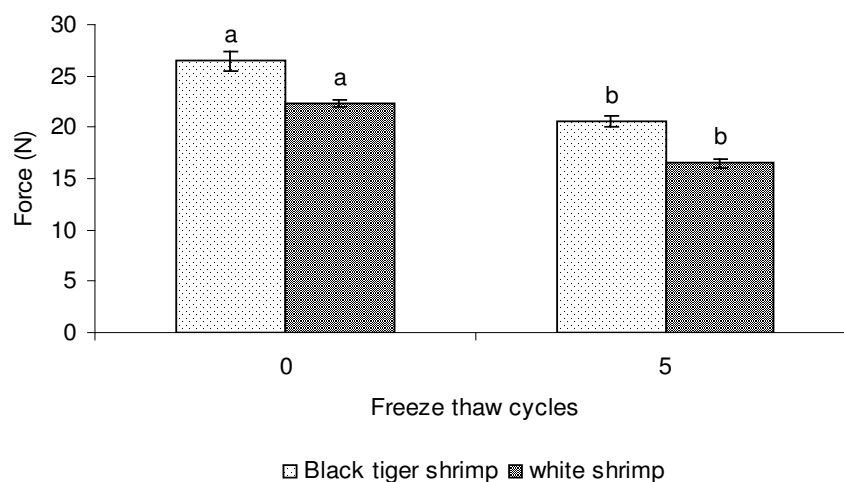 30
25
20
15
10
5
0
Force (N)
a
a
b
b
0
5
Freeze thaw cycles
Black tiger shrimp
white shrimp